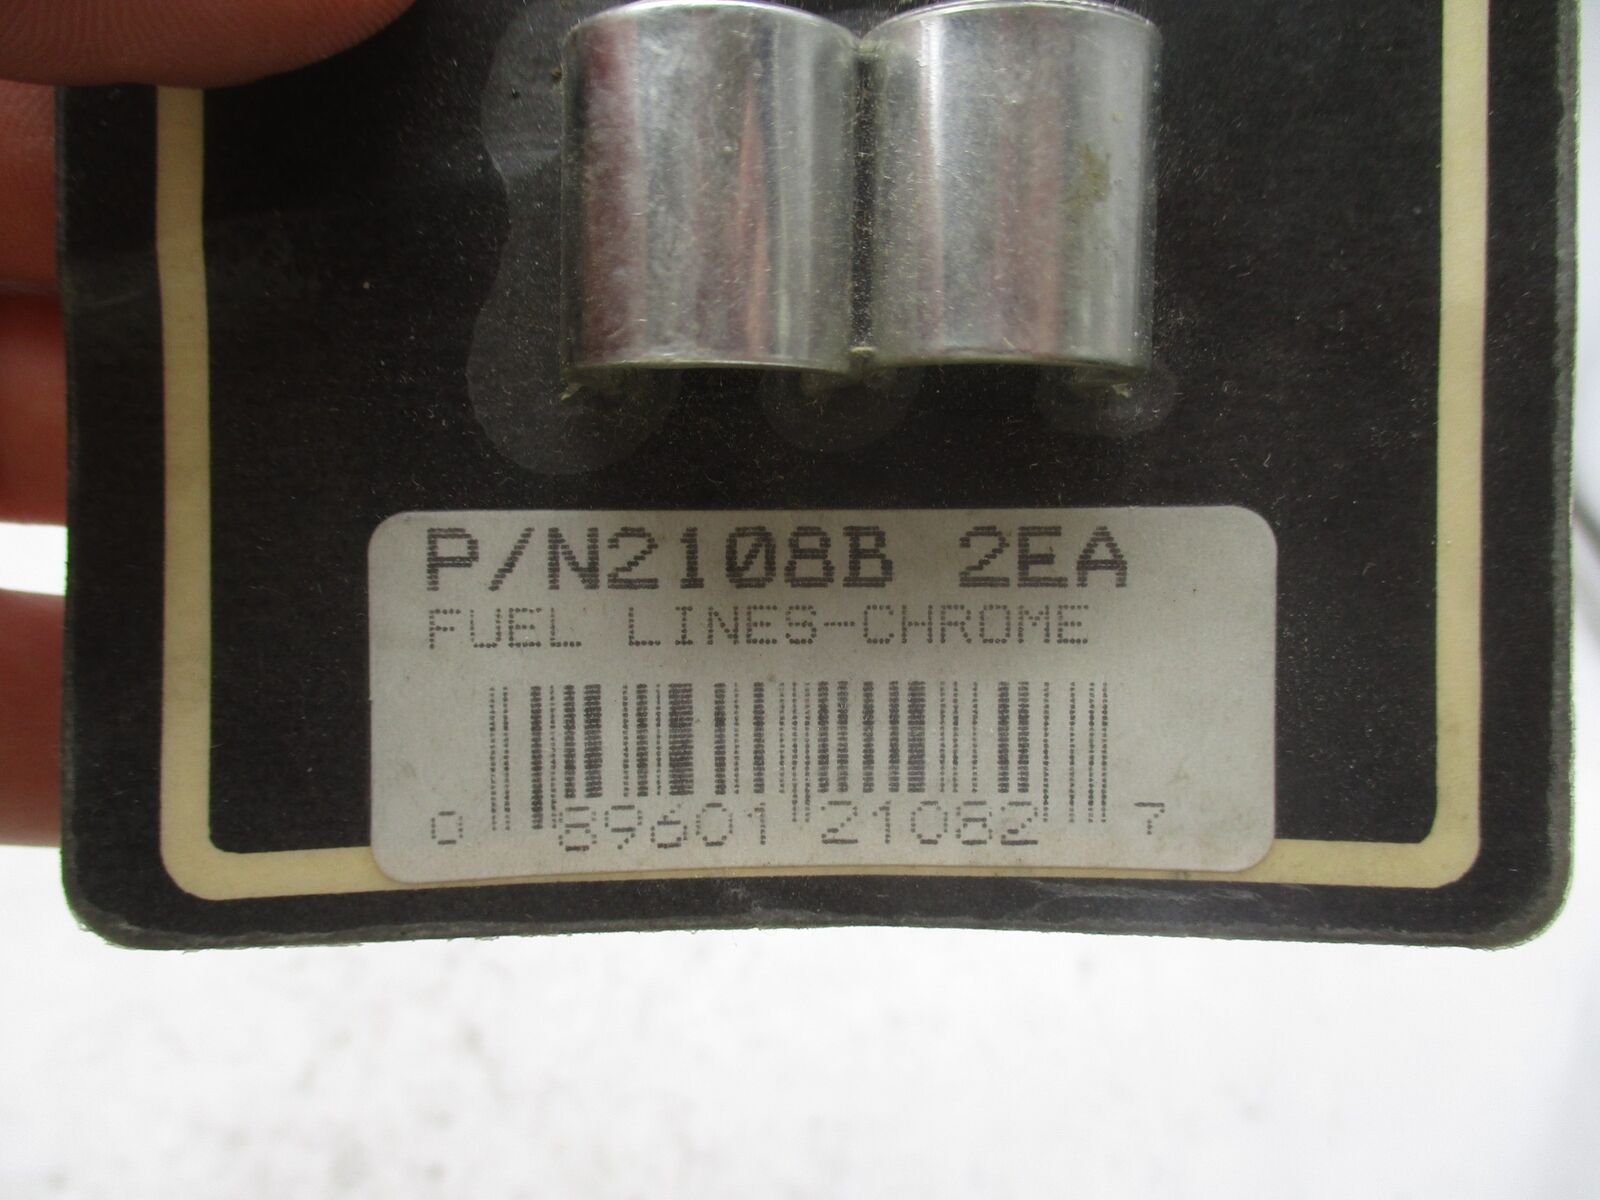 P/N2108B 2EA
FUEL LINES-CHROME
0 89601 21082 7